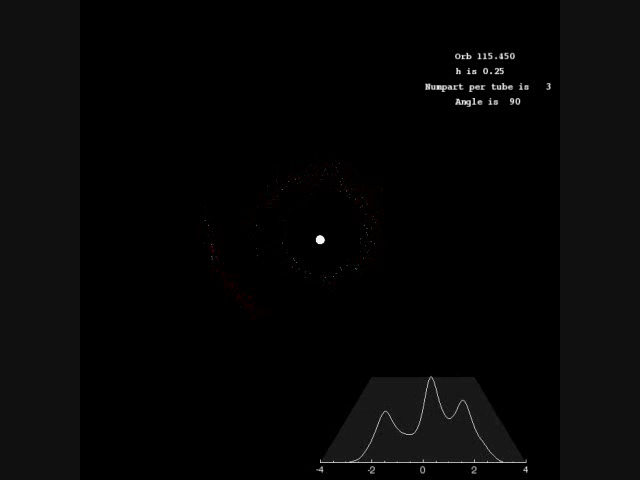 Orb 115.450
h is 0.25
Numpart per tube is 3
Angle is 90
-4 -2 0 2 4